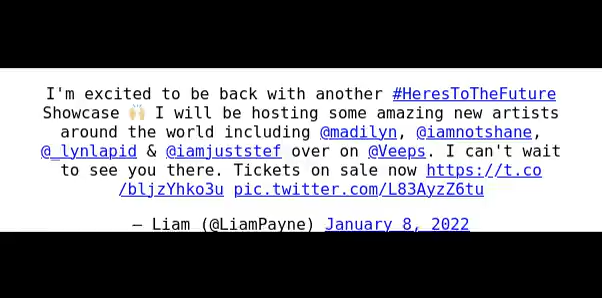 I'm excited to be back with another #HeresToTheFuture
Showcase 🙌🏼 I will be hosting some amazing new artists
around the world including @madilyn, @iamnotshane,
@_lynlapid & @iamjuststef over on @Veeps. I can't wait
to see you there. Tickets on sale now https://t.co
/bljzYhko3u pic.twitter.com/L83AyzZ6tu
— Liam (@LiamPayne) January 8, 2022